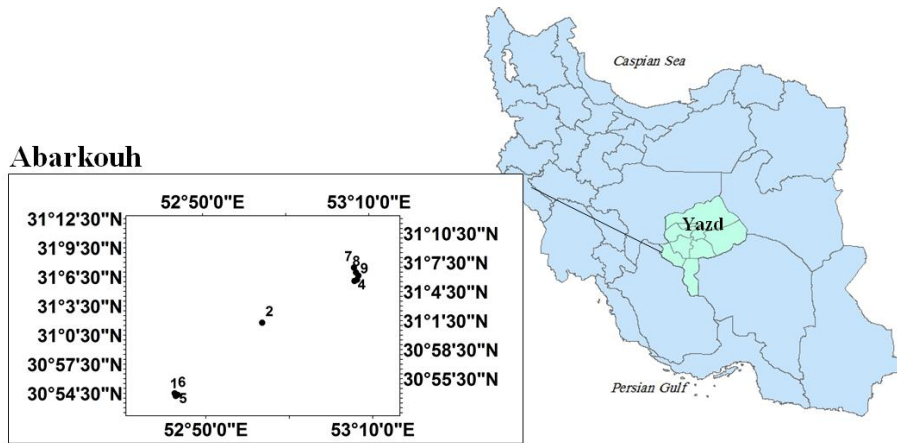 Caspian Sea
Abarkouh
52°50'0"E 53°10'0"E
31°12'30"N
31°10'30"N
31°9'30"N
7 8 9
31°7'30"N
31°6'30"N
4
31°4'30"N
31°3'30"N
2
31°1'30"N
31°0'30"N
30°58'30"N
30°57'30"N
30°55'30"N
16
30°54'30"N
5
52°50'0"E 53°10'0"E
Yazd
Persian Gulf